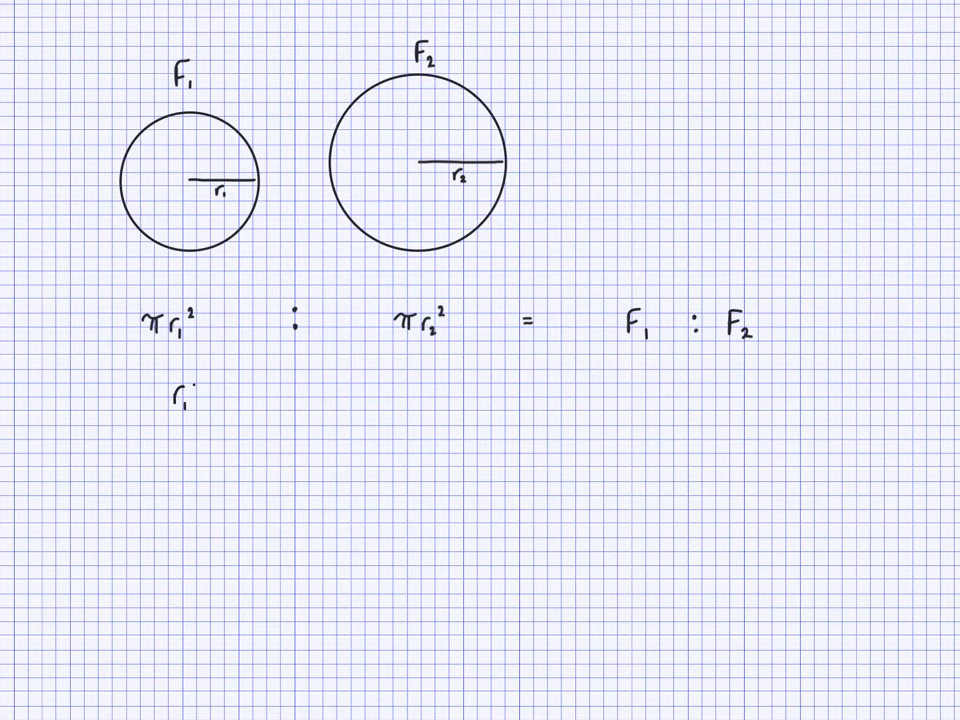 F₁
F₂
r₁
r₂
πr₁² : πr₂² = F₁ : F₂
r₁